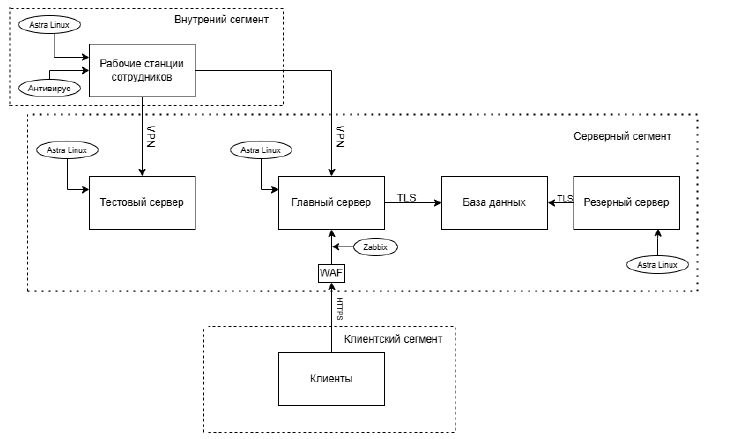 Внутрений сегмент
Astra Linux
Рабочие станции
сотрудников
Антивирус
VPN
VPN
Серверный сегмент
Astra Linux
Astra Linux
Тестовый сервер
Главный сервер
TLS
База данных
TLS
Резерный сервер
Zabbix
Astra Linux
WAF
HTTPS
Клиентский сегмент
Клиенты